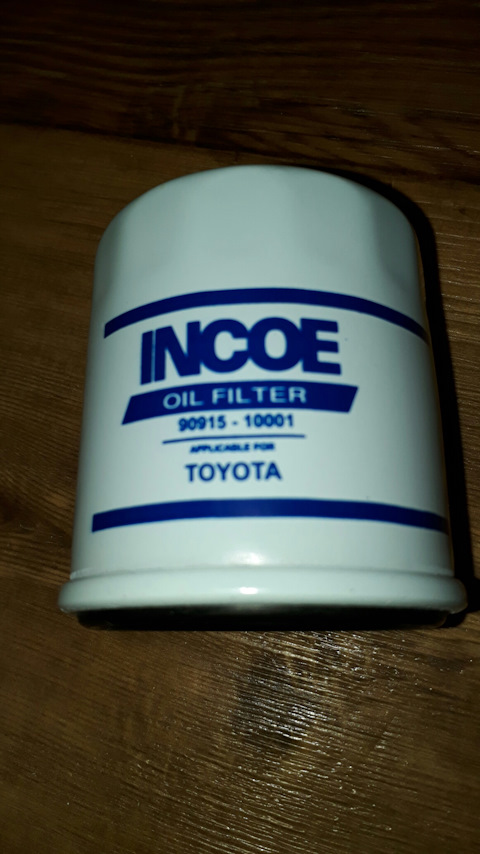 INCOE
OIL FILTER
90915 - 10001
APPLICABLE FOR
TOYOTA